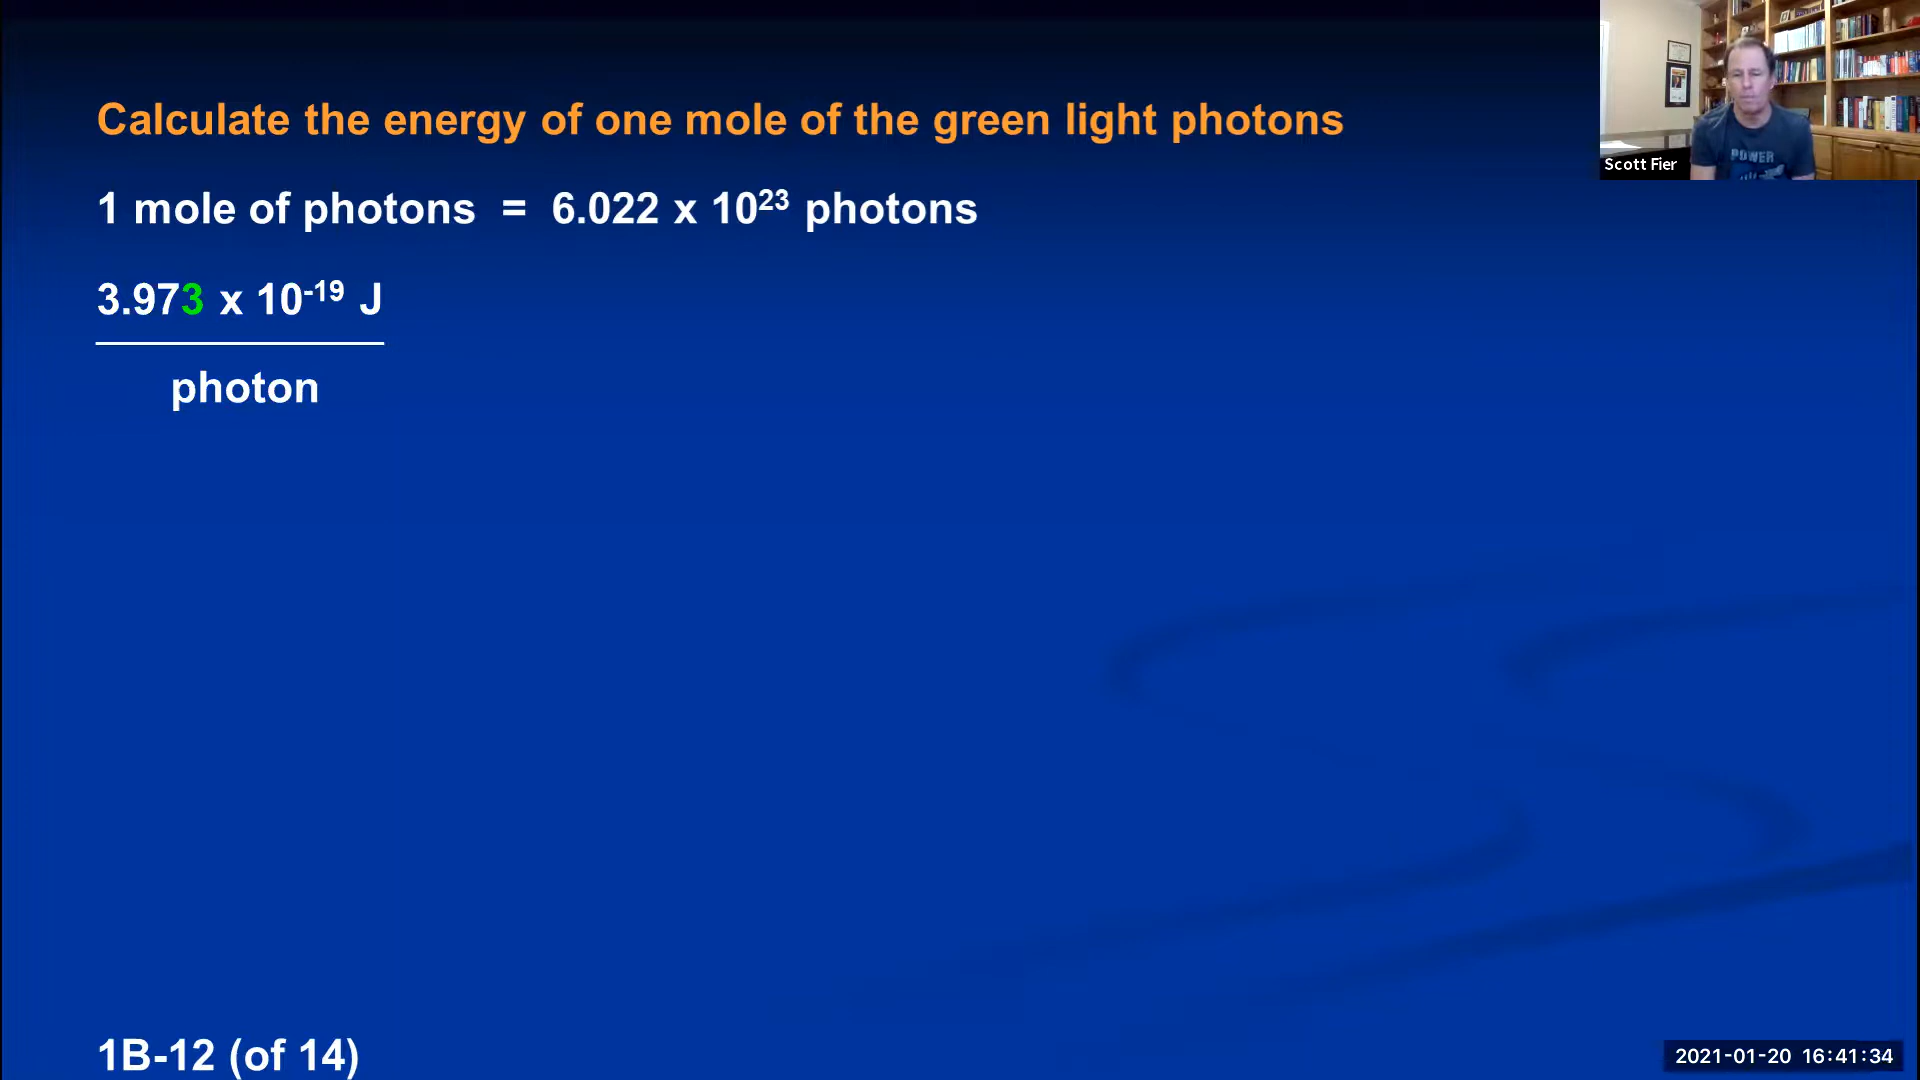 Calculate the energy of one mole of the green light photons
1 mole of photons = 6.022 x 10²³ photons
3.973 x 10⁻¹⁹ J
photon
1B-12 (of 14)
Scott Fier
POWER
2021-01-20 16:41:34